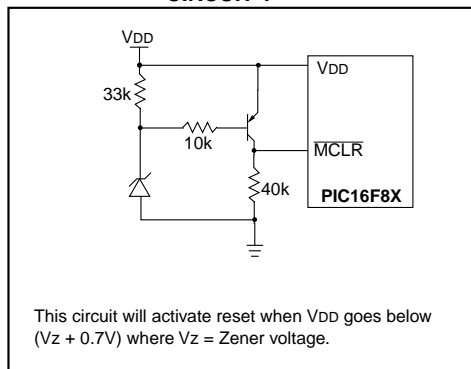 VDD
VDD
33k
10k
MCLR
40k
PIC16F8X
This circuit will activate reset when VDD goes below
(Vz + 0.7V) where Vz = Zener voltage.